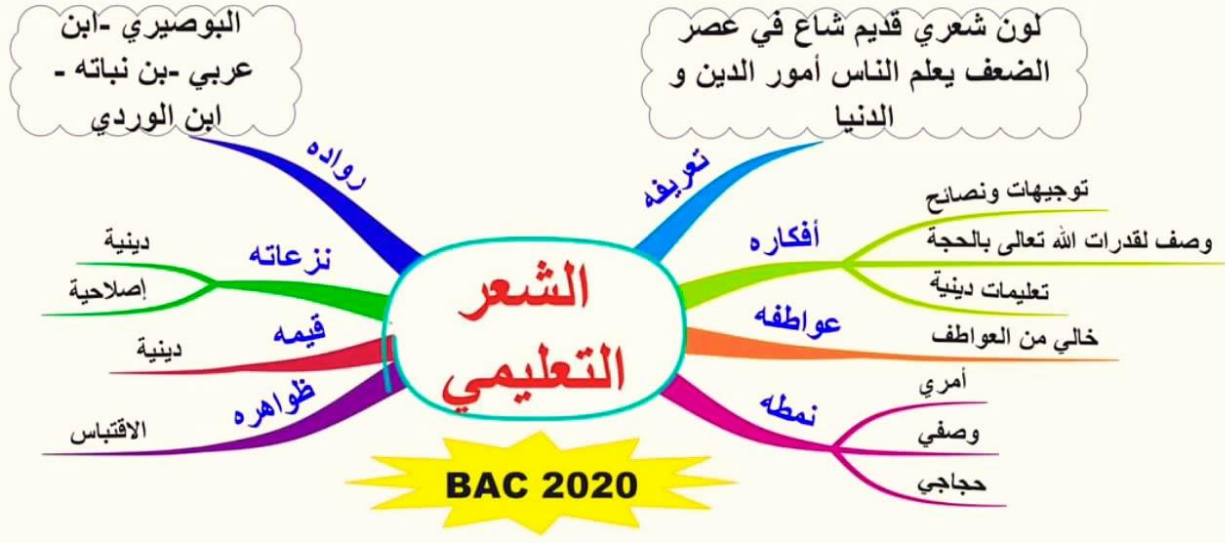 لون شعري قديم شاع في عصر
الضعف يعلم الناس أمور الدين و
الدنيا
البوصيري -ابن
عربي -بن نباته -
ابن الوردي
الشعر
التعليمي
تعريفه
أفكاره
توجيهات ونصائح
وصف لقدرات الله تعالى بالحجة
تعليمات دينية
عواطفه
خالي من العواطف
نمطه
أمري
وصفي
حجاجي
رواده
نزعاته
دينية
إصلاحية
قيمه
دينية
ظواهره
الاقتباس
BAC 2020